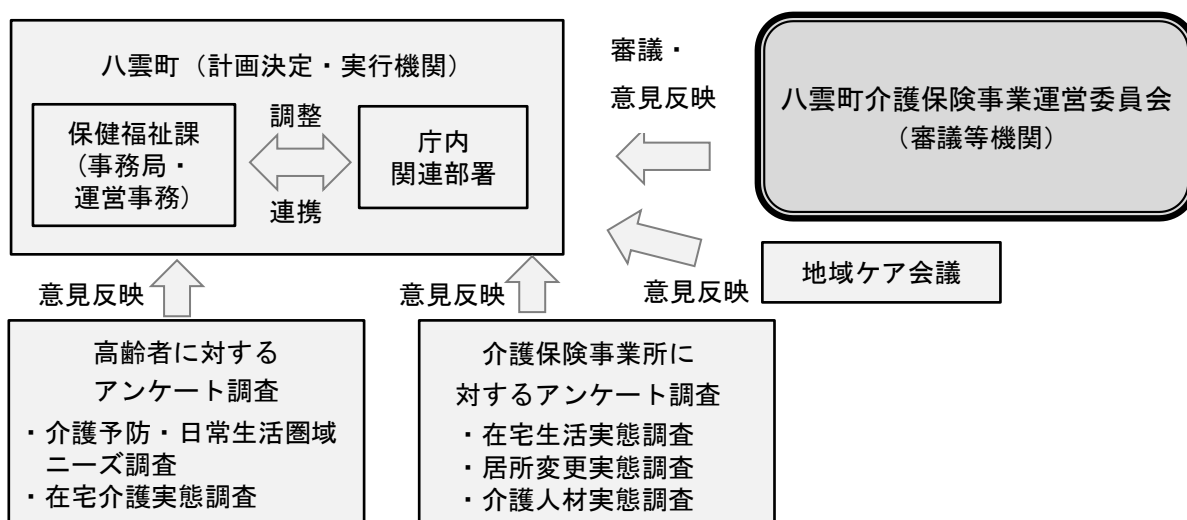 八雲町（計画決定・実行機関）
保健福祉課
（事務局・
運営事務）
調整
連携
庁内
関連部署
審議・
意見反映
八雲町介護保険事業運営委員会
（審議等機関）
地域ケア会議
意見反映
意見反映
意見反映
高齢者に対する
アンケート調査
・介護予防・日常生活圏域
ニーズ調査
・在宅介護実態調査
介護保険事業所に
対するアンケート調査
・在宅生活実態調査
・居所変更実態調査
・介護人材実態調査